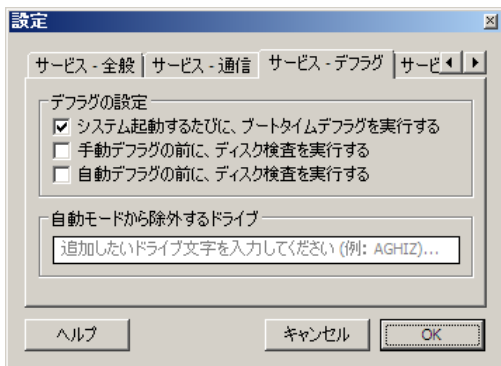 設定
サービス - 全般 サービス - 通信 サービス - デフラグ サービ
デフラグの設定
システム起動するたびに、ブートタイムデフラグを実行する
手動デフラグの前に、ディスク検査を実行する
自動デフラグの前に、ディスク検査を実行する
自動モードから除外するドライブ
追加したいドライブ文字を入力してください (例: AGHIZ)...
ヘルプ キャンセル OK